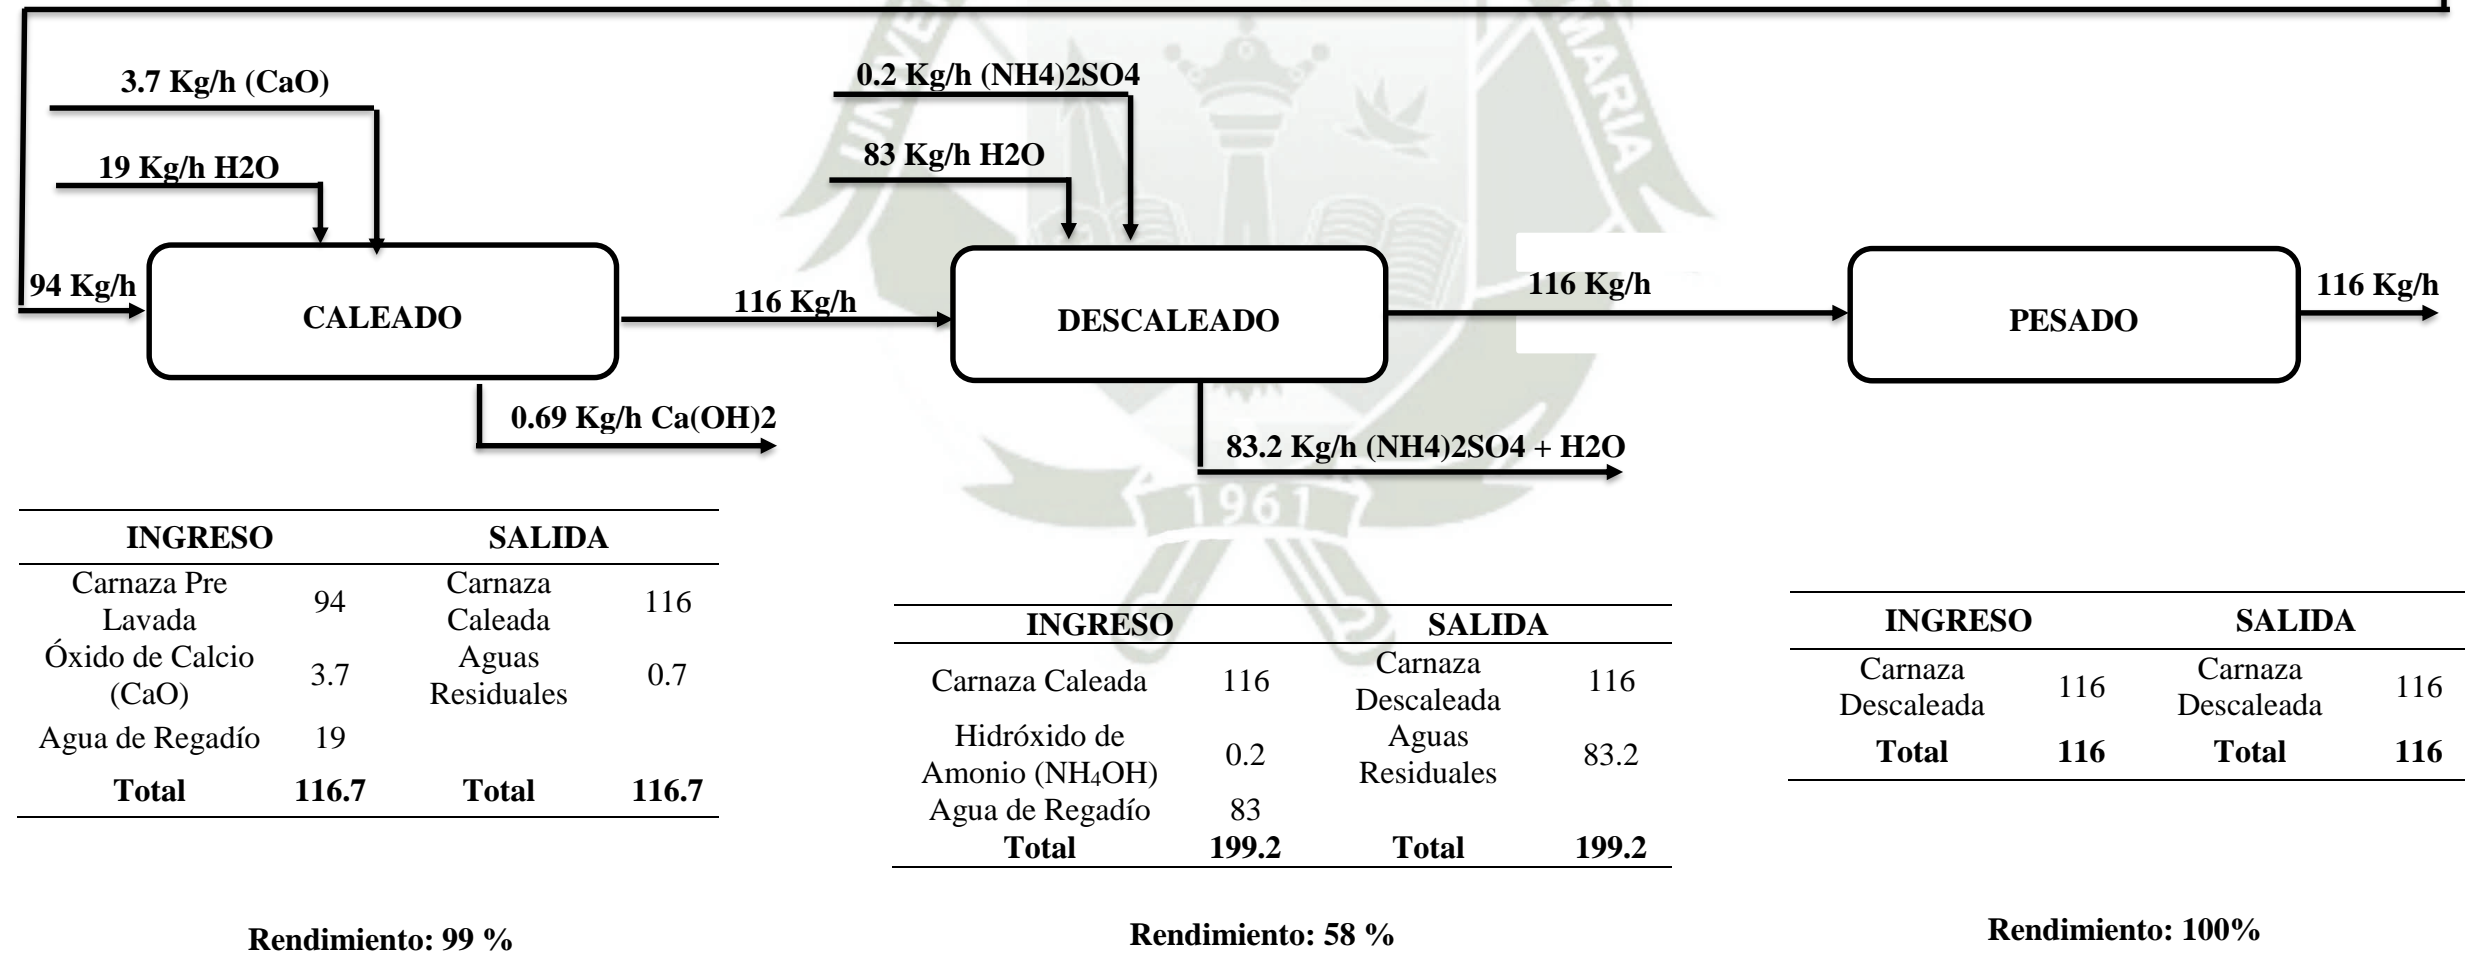 3.7 Kg/h (CaO)
19 Kg/h H2O
94 Kg/h
CALEADO
116 Kg/h
0.69 Kg/h Ca(OH)2
0.2 Kg/h (NH4)2SO4
83 Kg/h H2O
DESCALEADO
116 Kg/h
83.2 Kg/h (NH4)2SO4 + H2O
PESADO
116 Kg/h
MARIA
1961
INGRESO SALIDA
Carnaza Pre
Lavada 94 Carnaza
Caleada 116
Óxido de Calcio
(CaO) 3.7 Aguas
Residuales 0.7
Agua de Regadío 19
Total 116.7 Total 116.7
Rendimiento: 99 %
INGRESO SALIDA
Carnaza Caleada 116 Carnaza
Descaleada 116
Hidróxido de
Amonio (NH₄OH) 0.2 Aguas
Residuales 83.2
Agua de Regadío 83
Total 199.2 Total 199.2
Rendimiento: 58 %
INGRESO SALIDA
Carnaza
Descaleada 116 Carnaza
Descaleada 116
Total 116 Total 116
Rendimiento: 100%